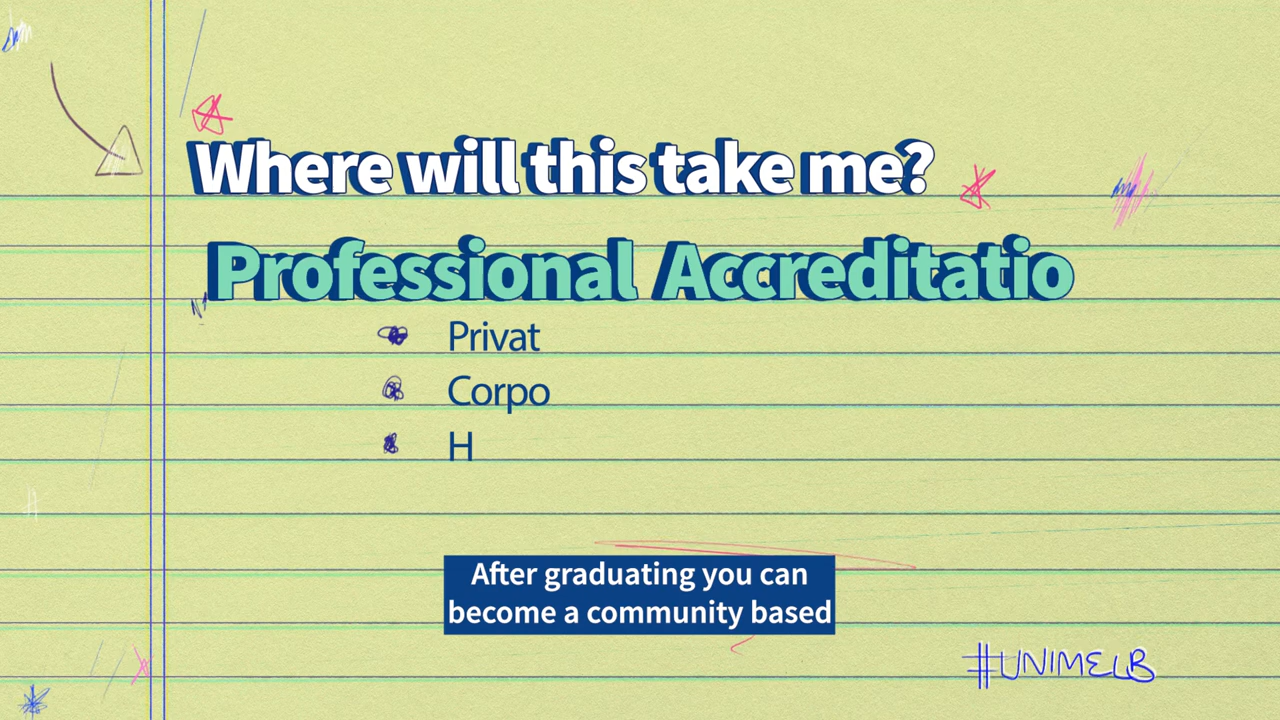 Where will this take me?
Professional Accreditatio
Privat
Corpo
H
After graduating you can
become a community based
#UNIMELB